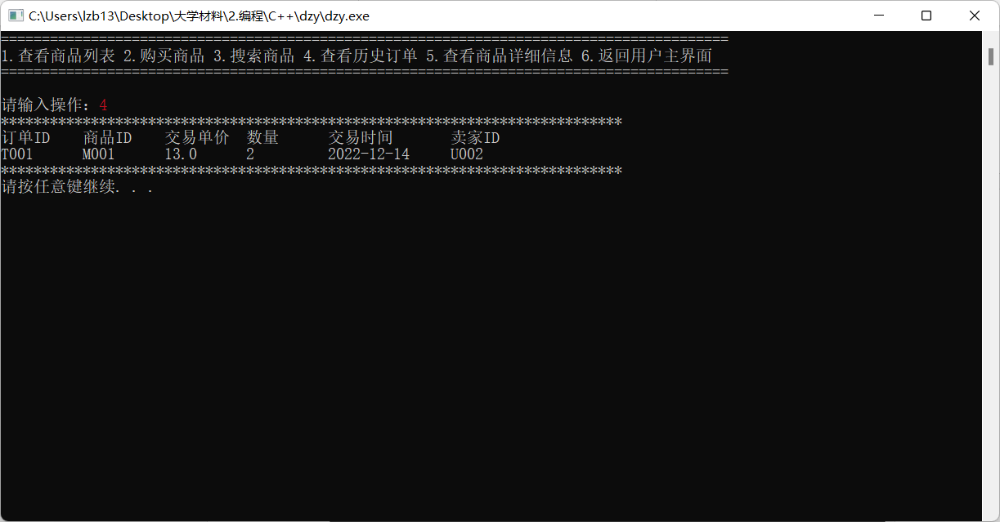 C:\Users\lzb13\Desktop\大学材料\2.编程\C++\dzy\dzy.exe
=========================================================================================
1.查看商品列表 2.购买商品 3.搜索商品 4.查看历史订单 5.查看商品详细信息 6.返回用户主界面
=========================================================================================
请输入操作：4
****************************************************************************
订单ID 商品ID 交易单价 数量 交易时间 卖家ID
T001 M001 13.0 2 2022-12-14 U002
****************************************************************************
请按任意键继续. . .